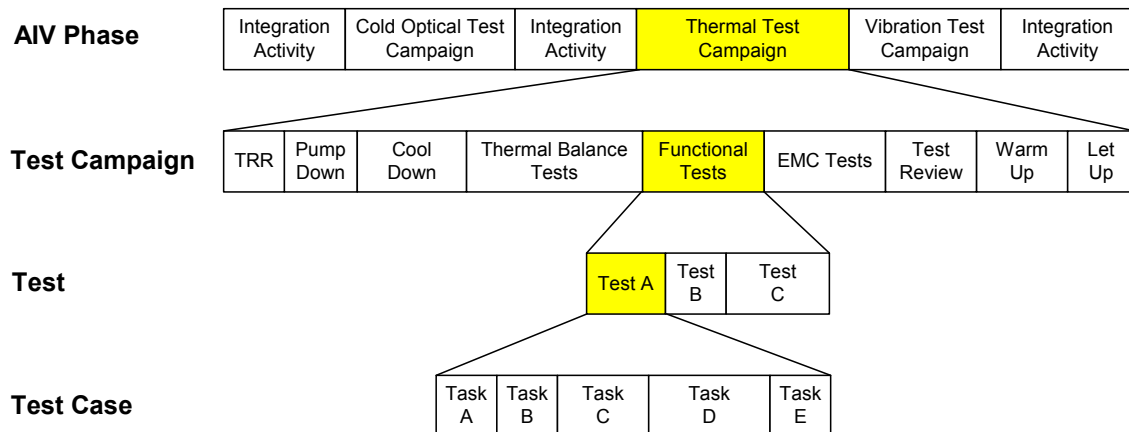 AIV Phase
Integration
Activity
Cold Optical Test
Campaign
Integration
Activity
Thermal Test
Campaign
Vibration Test
Campaign
Integration
Activity
Test Campaign
TRR
Pump
Down
Cool
Down
Thermal Balance
Tests
Functional
Tests
EMC Tests
Test
Review
Warm
Up
Let
Up
Test
Test A
Test
B
Test
C
Test Case
Task
A
Task
B
Task
C
Task
D
Task
E